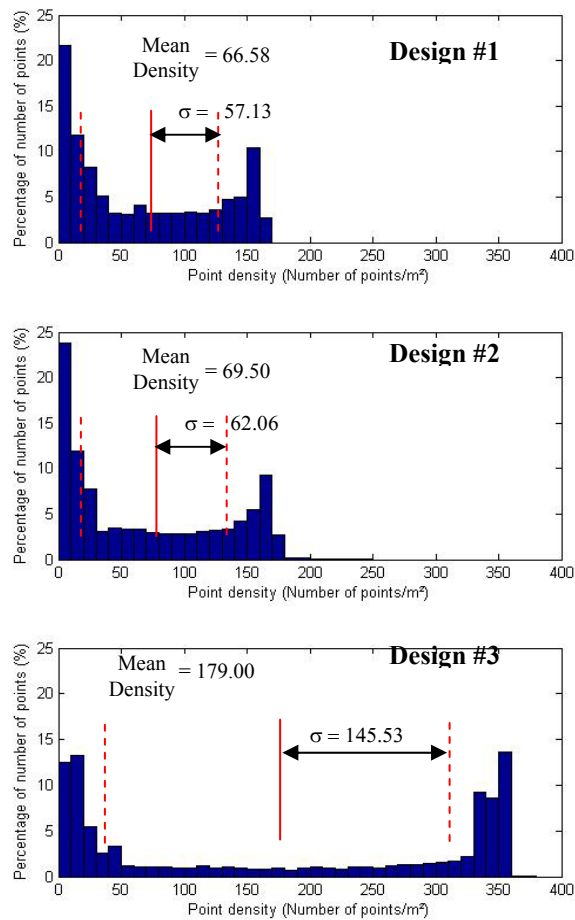 Design #1
Mean Density = 66.58
σ = 57.13
Percentage of number of points (%)
25
20
15
10
5
0
0 50 100 150 200 250 300 350 400
Point density (Number of points/m²)
Design #2
Mean Density = 69.50
σ = 62.06
Percentage of number of points (%)
25
20
15
10
5
0
0 50 100 150 200 250 300 350 400
Point density (Number of points/m²)
Design #3
Mean Density = 179.00
σ = 145.53
Percentage of number of points (%)
25
20
15
10
5
0
0 50 100 150 200 250 300 350 400
Point density (Number of points/m²)